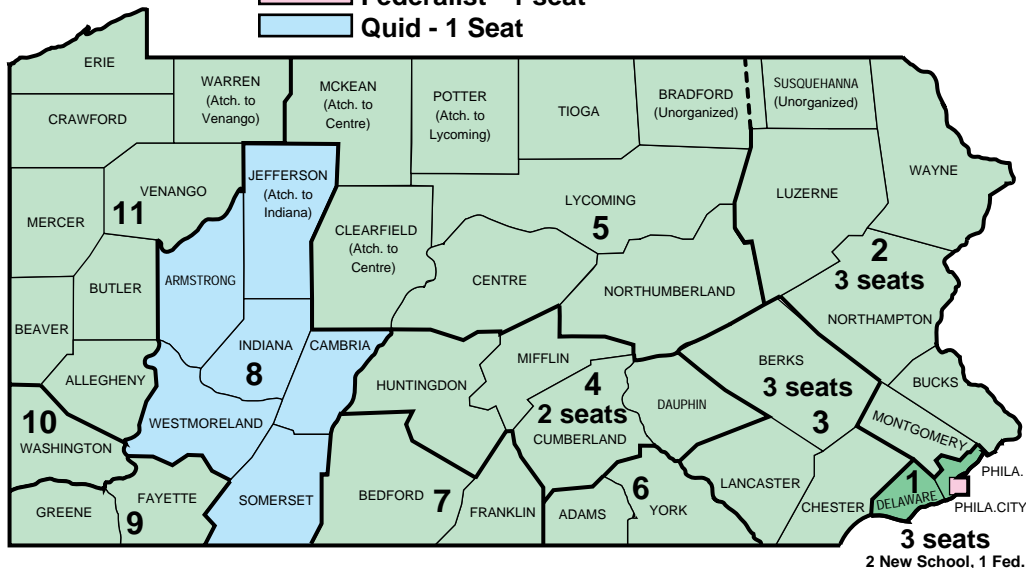 Federalist - 1 seat
Quid - 1 Seat
ERIE
WARREN
(Atch. to
Venango)
MCKEAN
(Atch. to
Centre)
POTTER
(Atch. to
Lycoming)
TIOGA
BRADFORD
(Unorganized)
SUSQUEHANNA
(Unorganized)
CRAWFORD
WAYNE
VENANGO
JEFFERSON
(Atch. to
Indiana)
LUZERNE
LYCOMING
5
MERCER
11
CLEARFIELD
(Atch. to
Centre)
2
3 seats
ARMSTRONG
CENTRE
BUTLER
NORTHUMBERLAND
NORTHAMPTON
BEAVER
INDIANA
8
CAMBRIA
MIFFLIN
BERKS
3 seats
3
ALLEGHENY
HUNTINGDON
4
2 seats
CUMBERLAND
DAUPHIN
BUCKS
10
WASHINGTON
WESTMORELAND
MONTGOMERY
LANCASTER
PHILA.
GREENE
FAYETTE
9
SOMERSET
BEDFORD
7
FRANKLIN
ADAMS
6
YORK
CHESTER
1
DELAWARE
PHILA.CITY
3 seats
2 New School, 1 Fed.